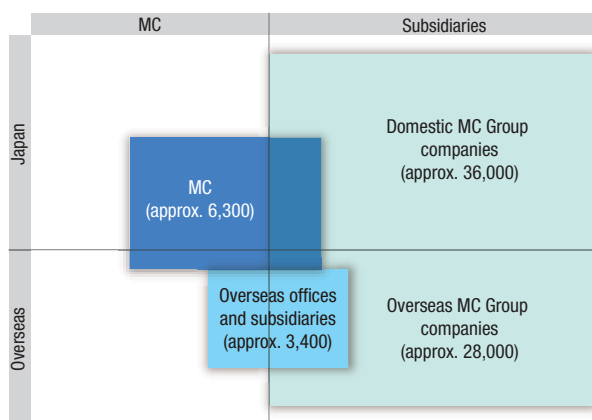 MC
Subsidiaries
Japan
Domestic MC Group
companies
(approx. 36,000)
MC
(approx. 6,300)
Overseas
Overseas offices
and subsidiaries
(approx. 3,400)
Overseas MC Group
companies
(approx. 28,000)